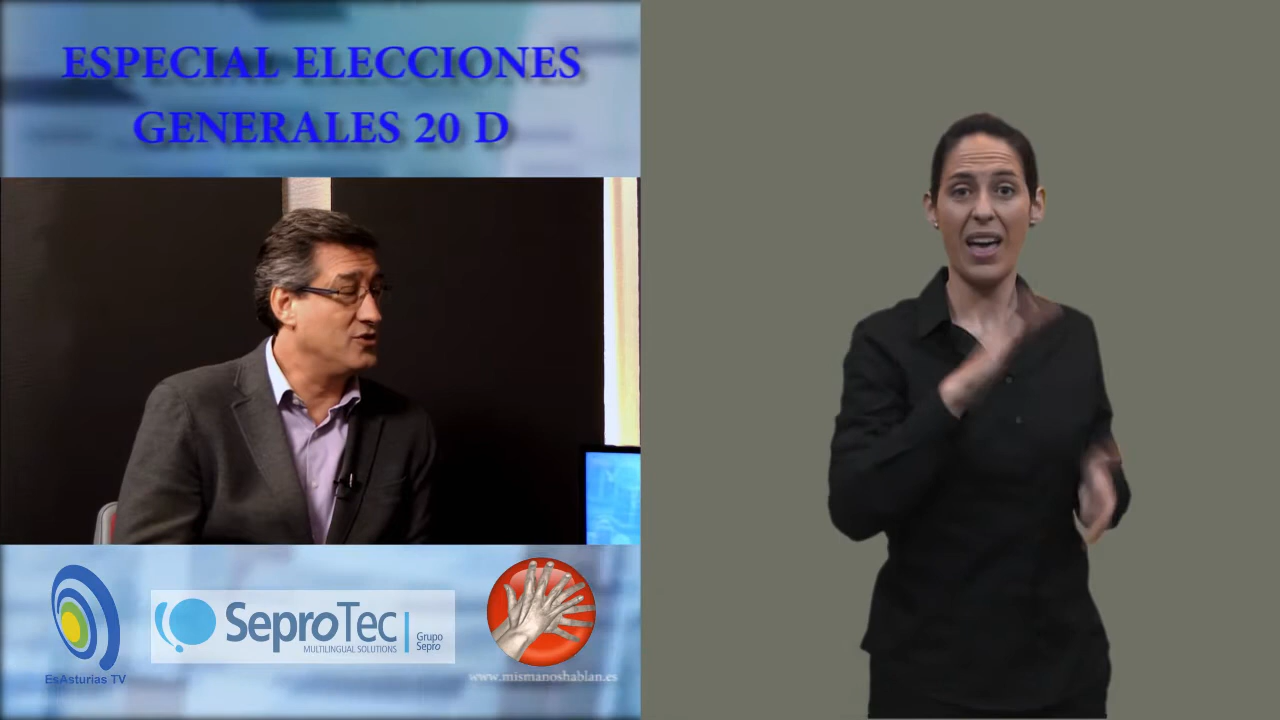 ESPECIAL ELECCIONES
GENERALES 20 D
EsAsturias TV
SeproTec
MULTILINGUAL SOLUTIONS
Grupo
Sepro
www.mismanoshablan.es